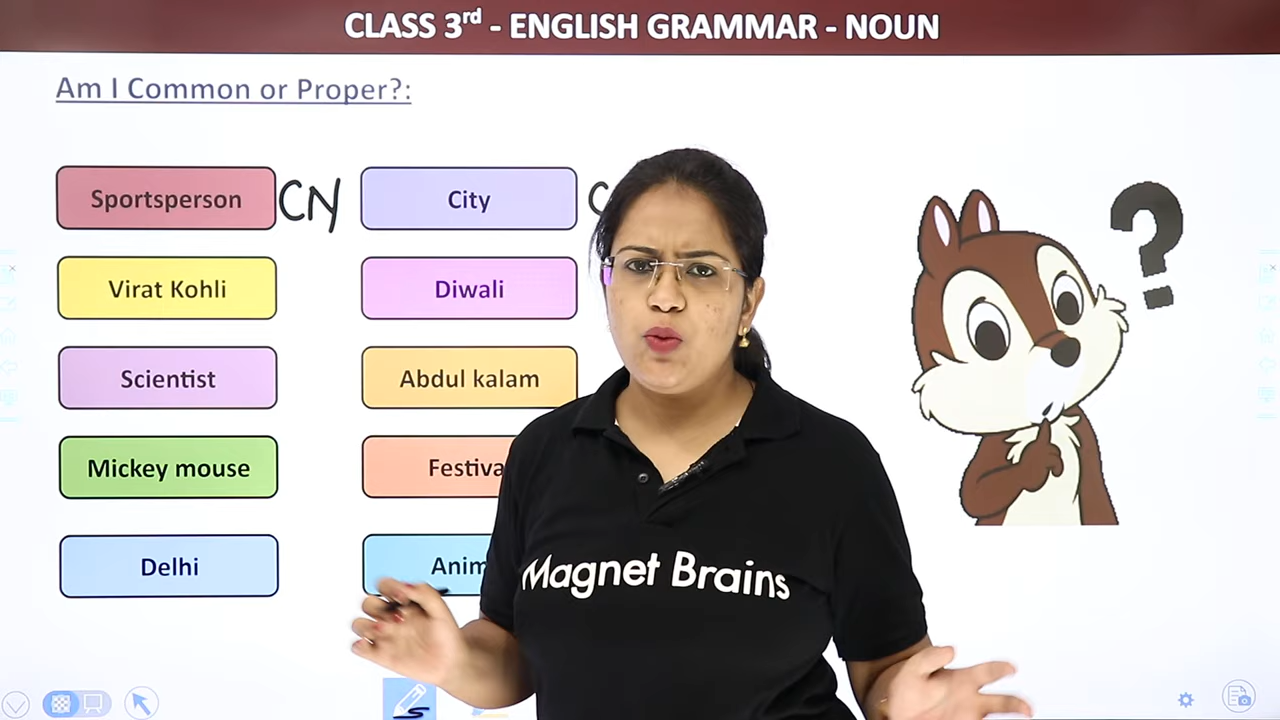 CLASS 3rd - ENGLISH GRAMMAR - NOUN
Am I Common or Proper?:
Sportsperson CN City
Virat Kohli Diwali
Scientist Abdul kalam
Mickey mouse
Delhi
?
Magnet Brains